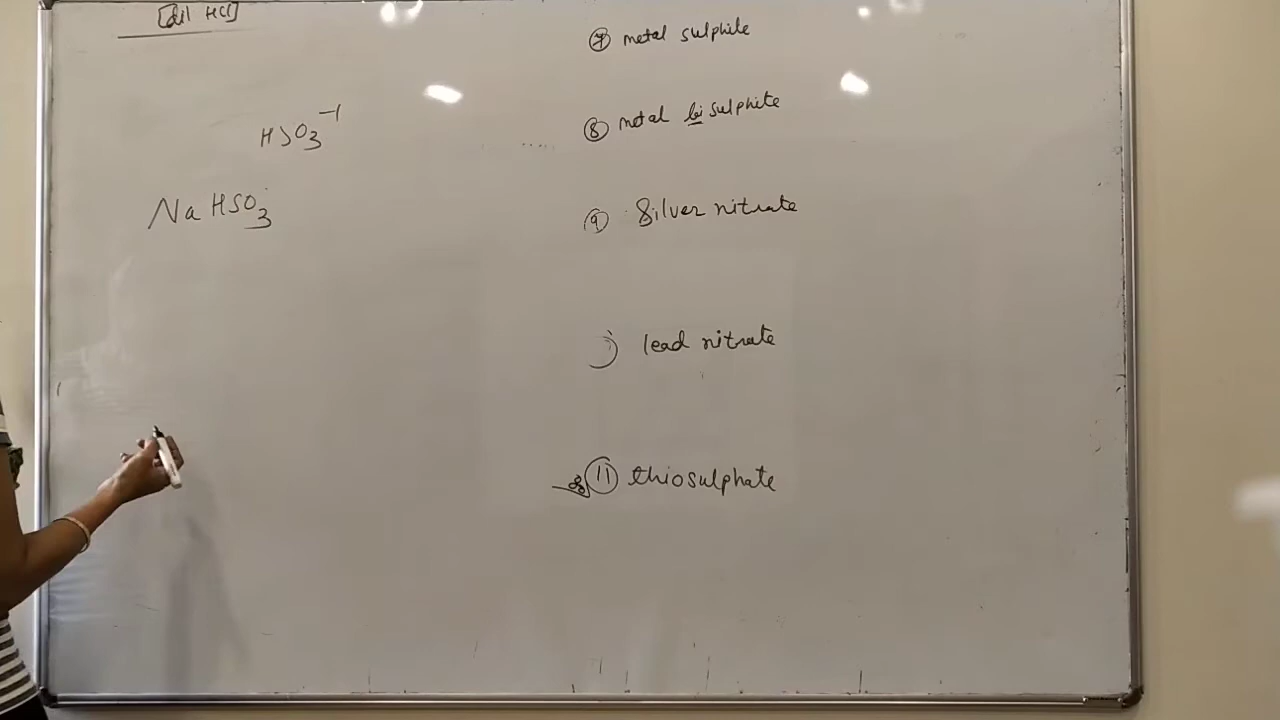 [dil HCl]
HSO3^-1
NaHSO3
⑦ metal sulphite
⑧ metal bisulphite
⑨ Silver nitrate
lead nitrate
⑪ thiosulphate